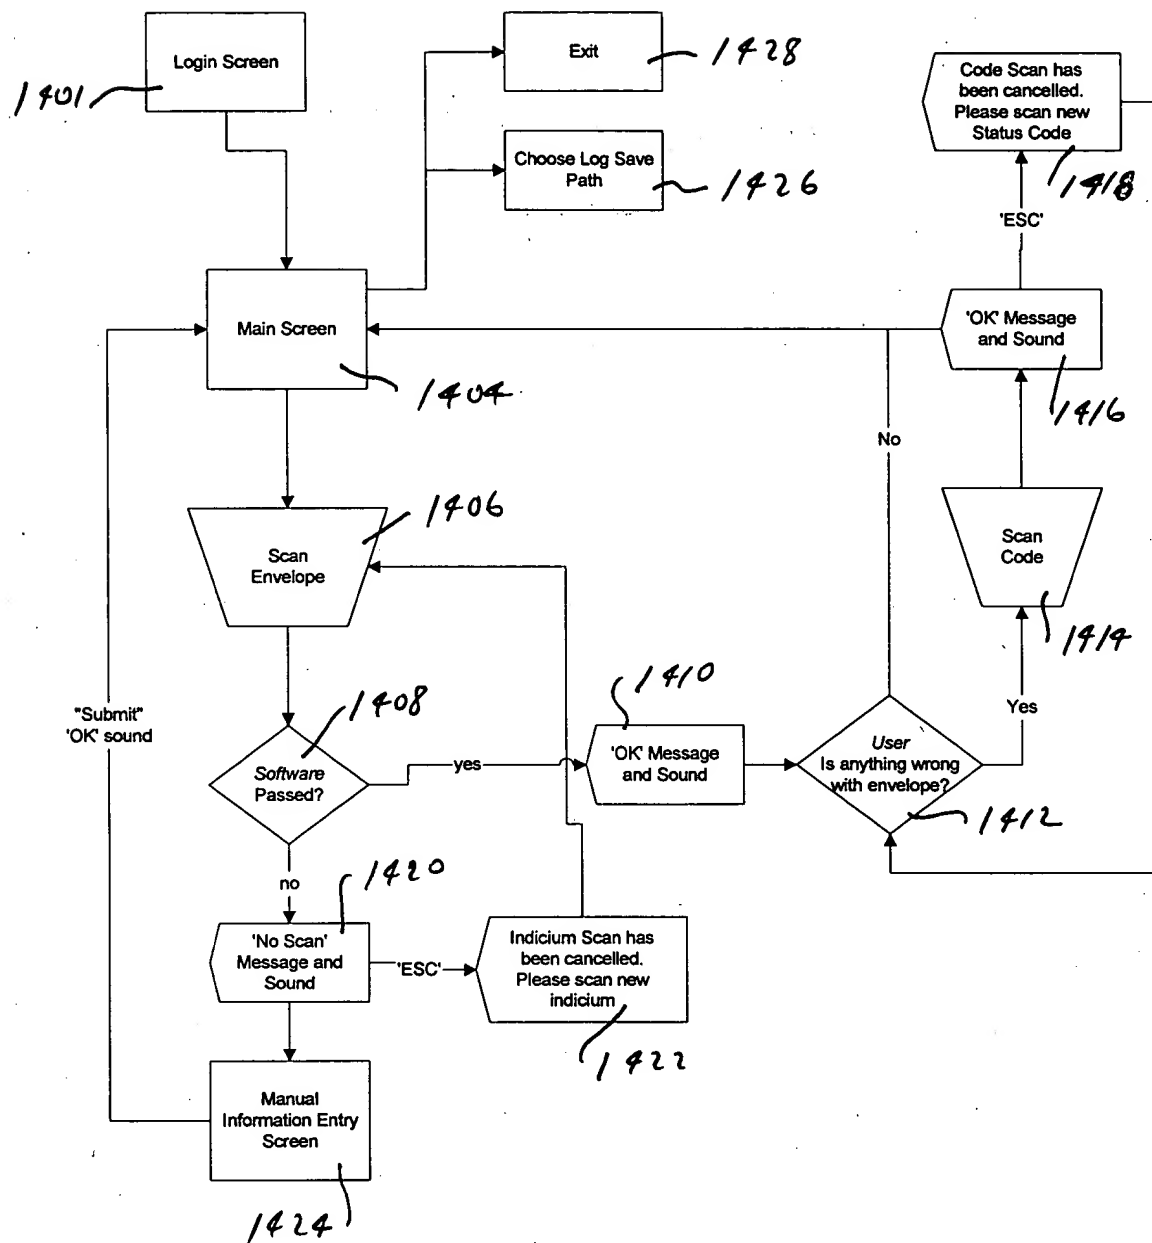 Login Screen
1401
Exit
1428
Choose Log Save
Path
1426
Code Scan has
been cancelled.
Please scan new
Status Code
1418
'ESC'
Main Screen
1404
'OK' Message
and Sound
1416
No
Scan
Envelope
1406
Scan
Code
1414
"Submit"
'OK' sound
Software
Passed?
1408
yes
'OK' Message
and Sound
1410
User
Is anything wrong
with envelope?
1412
Yes
no
'No Scan'
Message and
Sound
1420
'ESC'
Indicium Scan has
been cancelled.
Please scan new
indicium
1422
Manual
Information Entry
Screen
1424